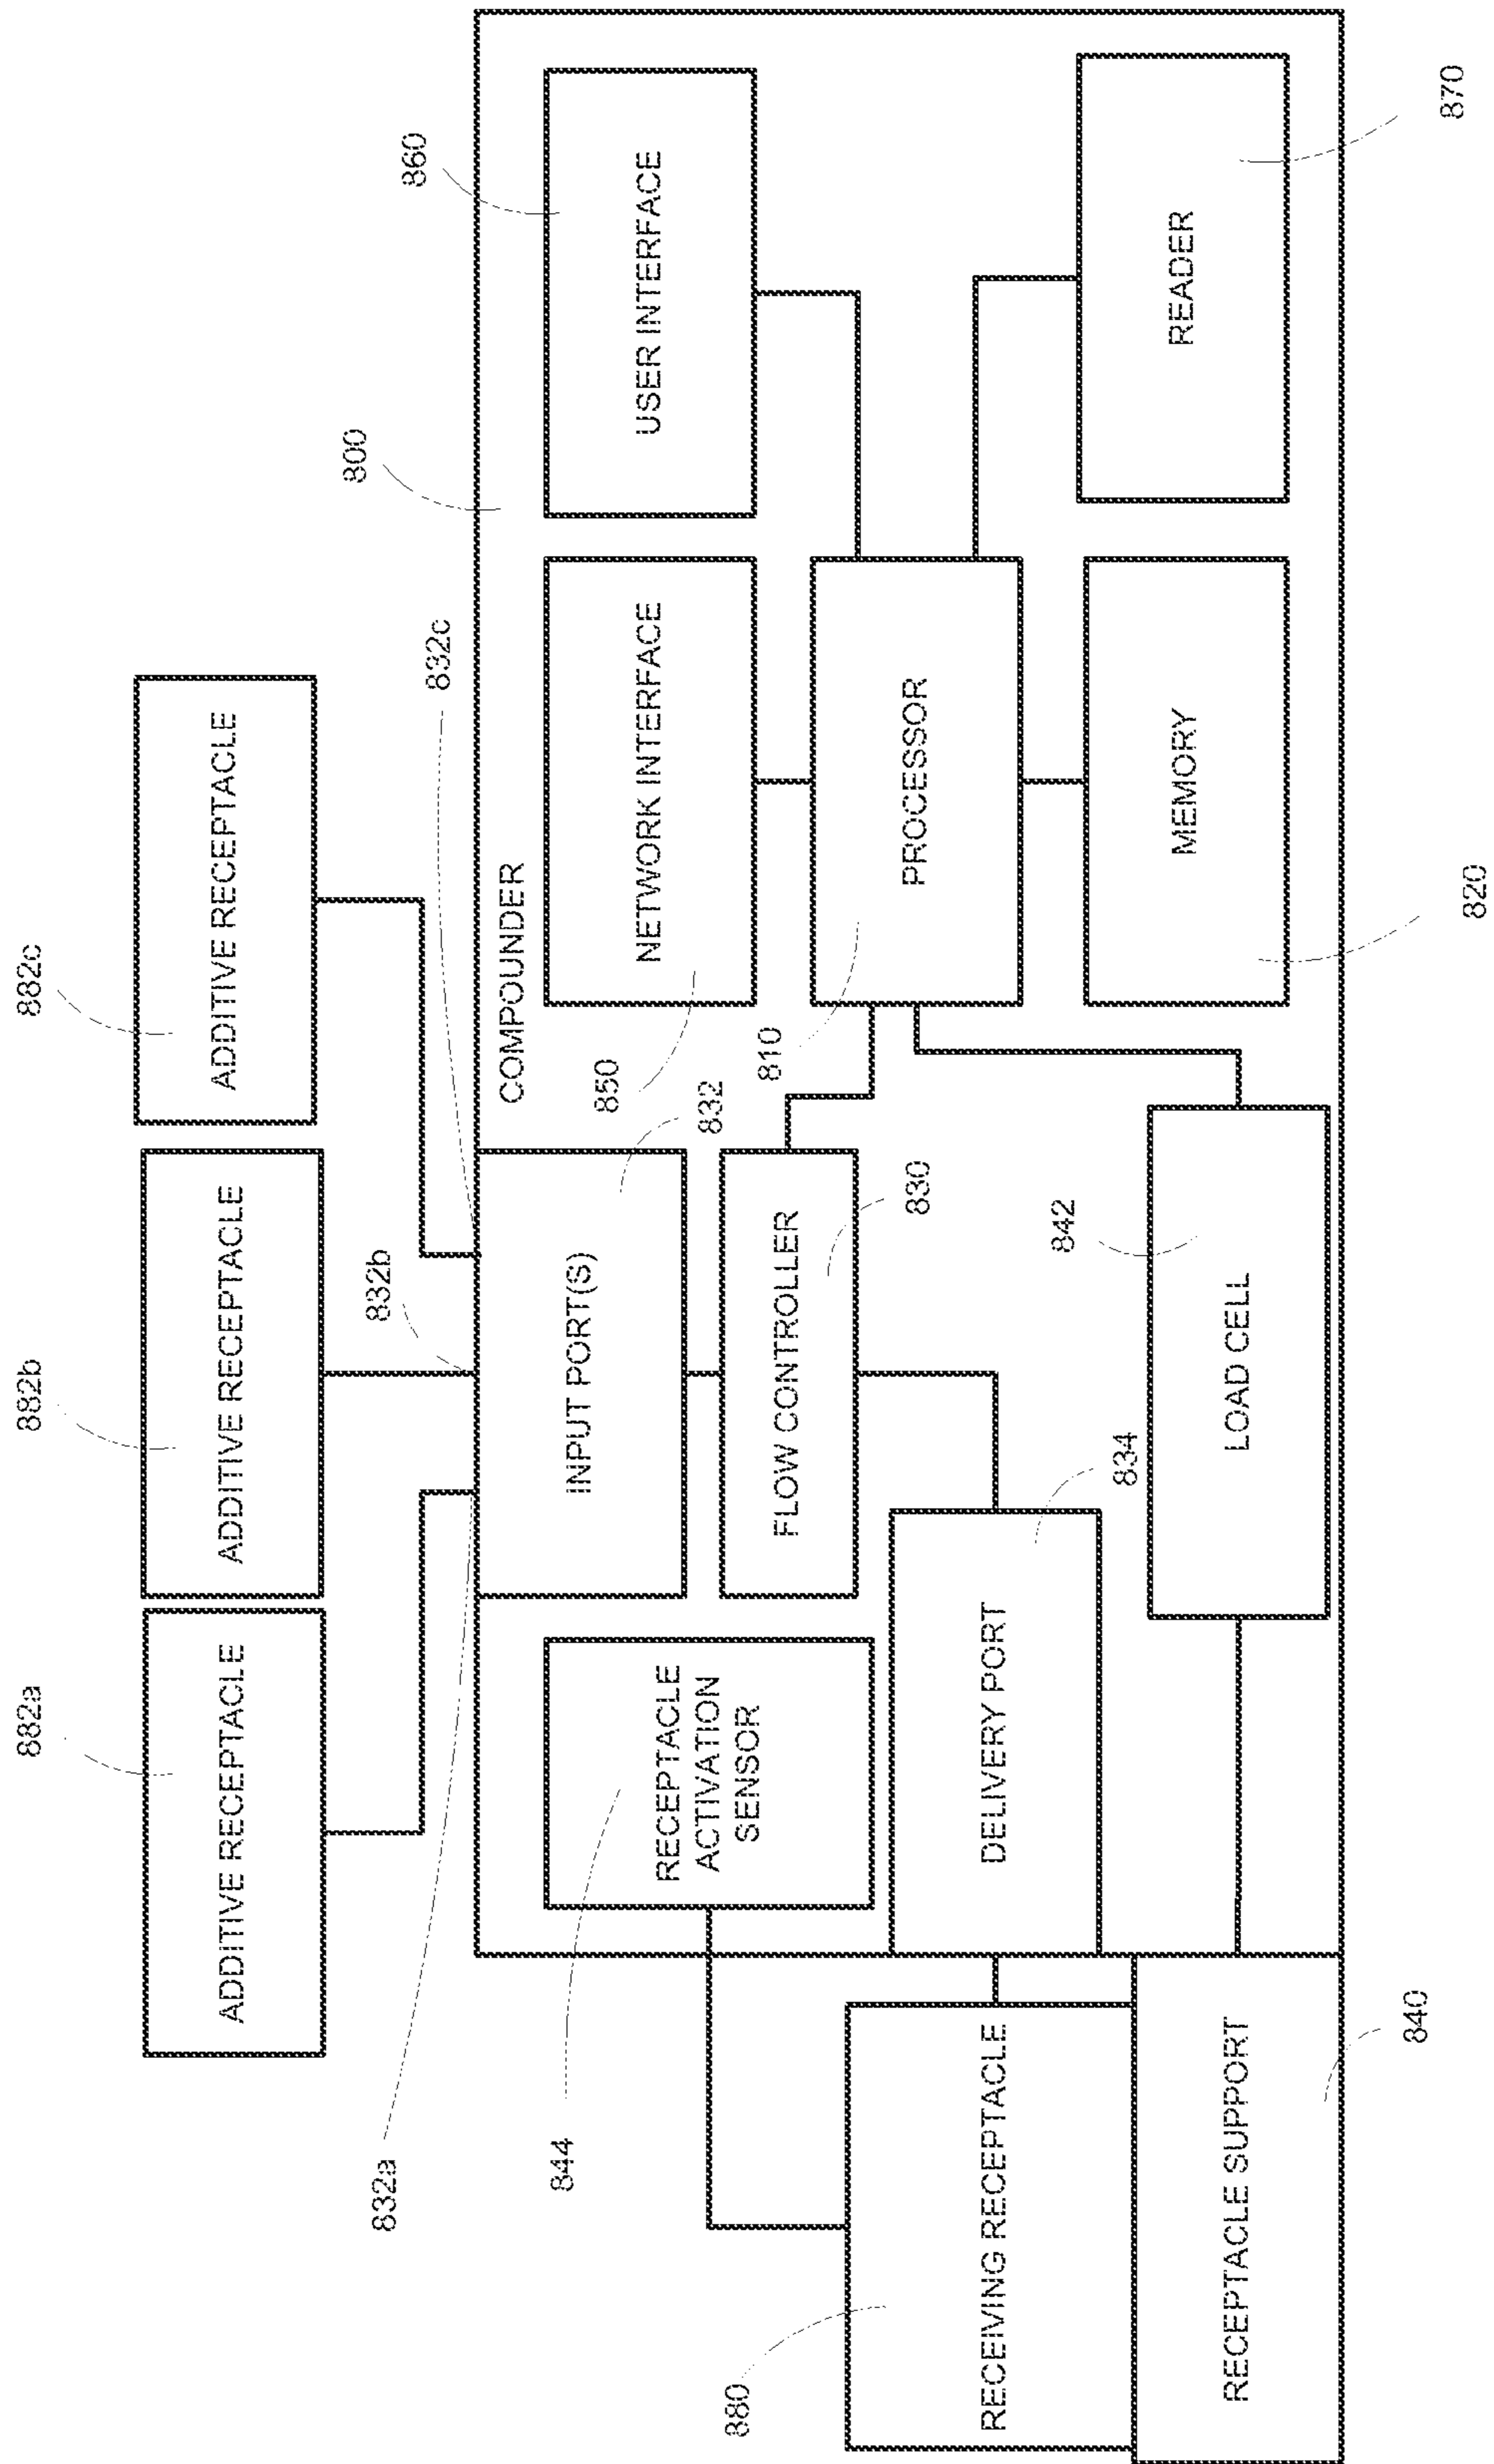 882a
882b
882c
ADDITIVE RECEPTACLE
ADDITIVE RECEPTACLE
ADDITIVE RECEPTACLE
800
832a
832b
832c
860
COMPOUNDER
844
INPUT PORT(S)
850
RECEPTACLE
ACTIVATION
SENSOR
NETWORK INTERFACE
USER INTERFACE
832
880
810
FLOW CONTROLLER
830
PROCESSOR
RECEIVING RECEPTACLE
DELIVERY PORT
842
834
MEMORY
READER
RECEPTACLE SUPPORT
LOAD CELL
840
820
870